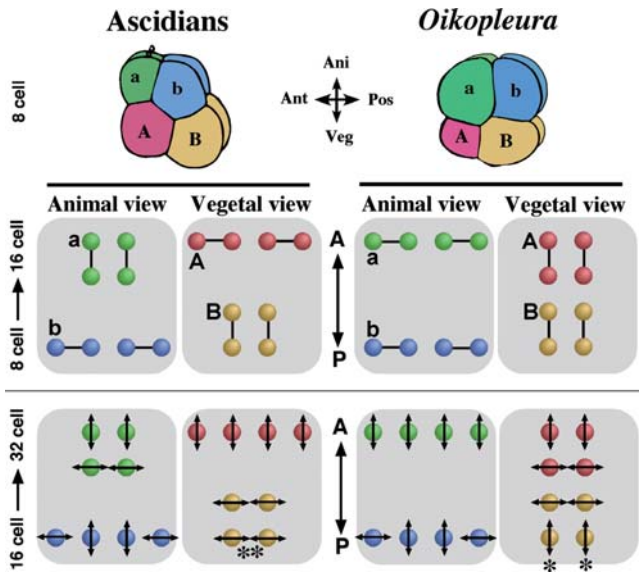 Ascidians Oikopleura
8 cell
a b
A B
Ani
Ant Pos
Veg
a b
A B
Animal view Vegetal view Animal view Vegetal view
8 cell → 16 cell
a
A
A
a
A
b
B
P
b
B
16 cell → 32 cell
A
P
**
* *